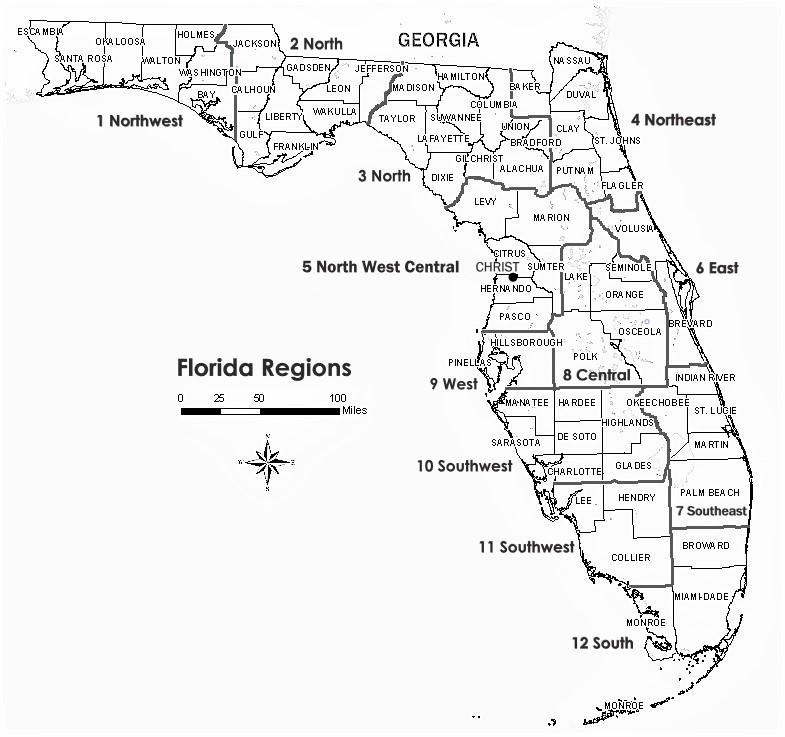 ESCAMBIA
SANTA ROSA
OKALOOSA
WALTON
HOLMES
WASHINGTON
BAY
JACKSON
2 North
GEORGIA
CALHOUN
GULF
GADSDEN
LIBERTY
FRANKLIN
LEON
WAKULLA
JEFFERSON
1 Northwest
MADISON
HAMILTON
TAYLOR
SUWANNEE
LAFAYETTE
COLUMBIA
BAKER
UNION
BRADFORD
GILCHRIST
ALACHUA
DIXIE
3 North
NASSAU
DUVAL
CLAY
ST. JOHNS
PUTNAM
FLAGLER
4 Northeast
LEVY
MARION
VOLUSIA
CITRUS
5 North West Central
CHRIST
SUMTER
LAKE
SEMINOLE
6 East
HERNANDO
ORANGE
PASCO
OSCEOLA
BREVARD
HILLSBOROUGH
PINELLAS
POLK
Florida Regions
9 West
8 Central
INDIAN RIVER
0 25 50 100
Miles
MANATEE
HARDEE
OKEECHOBEE
ST. LUCIE
HIGHLANDS
SARASOTA
DE SOTO
MARTIN
10 Southwest
CHARLOTTE
GLADES
N
W
E
S
LEE
HENDRY
PALM BEACH
7 Southeast
11 Southwest
COLLIER
BROWARD
MIAMI-DADE
MONROE
12 South
MONROE